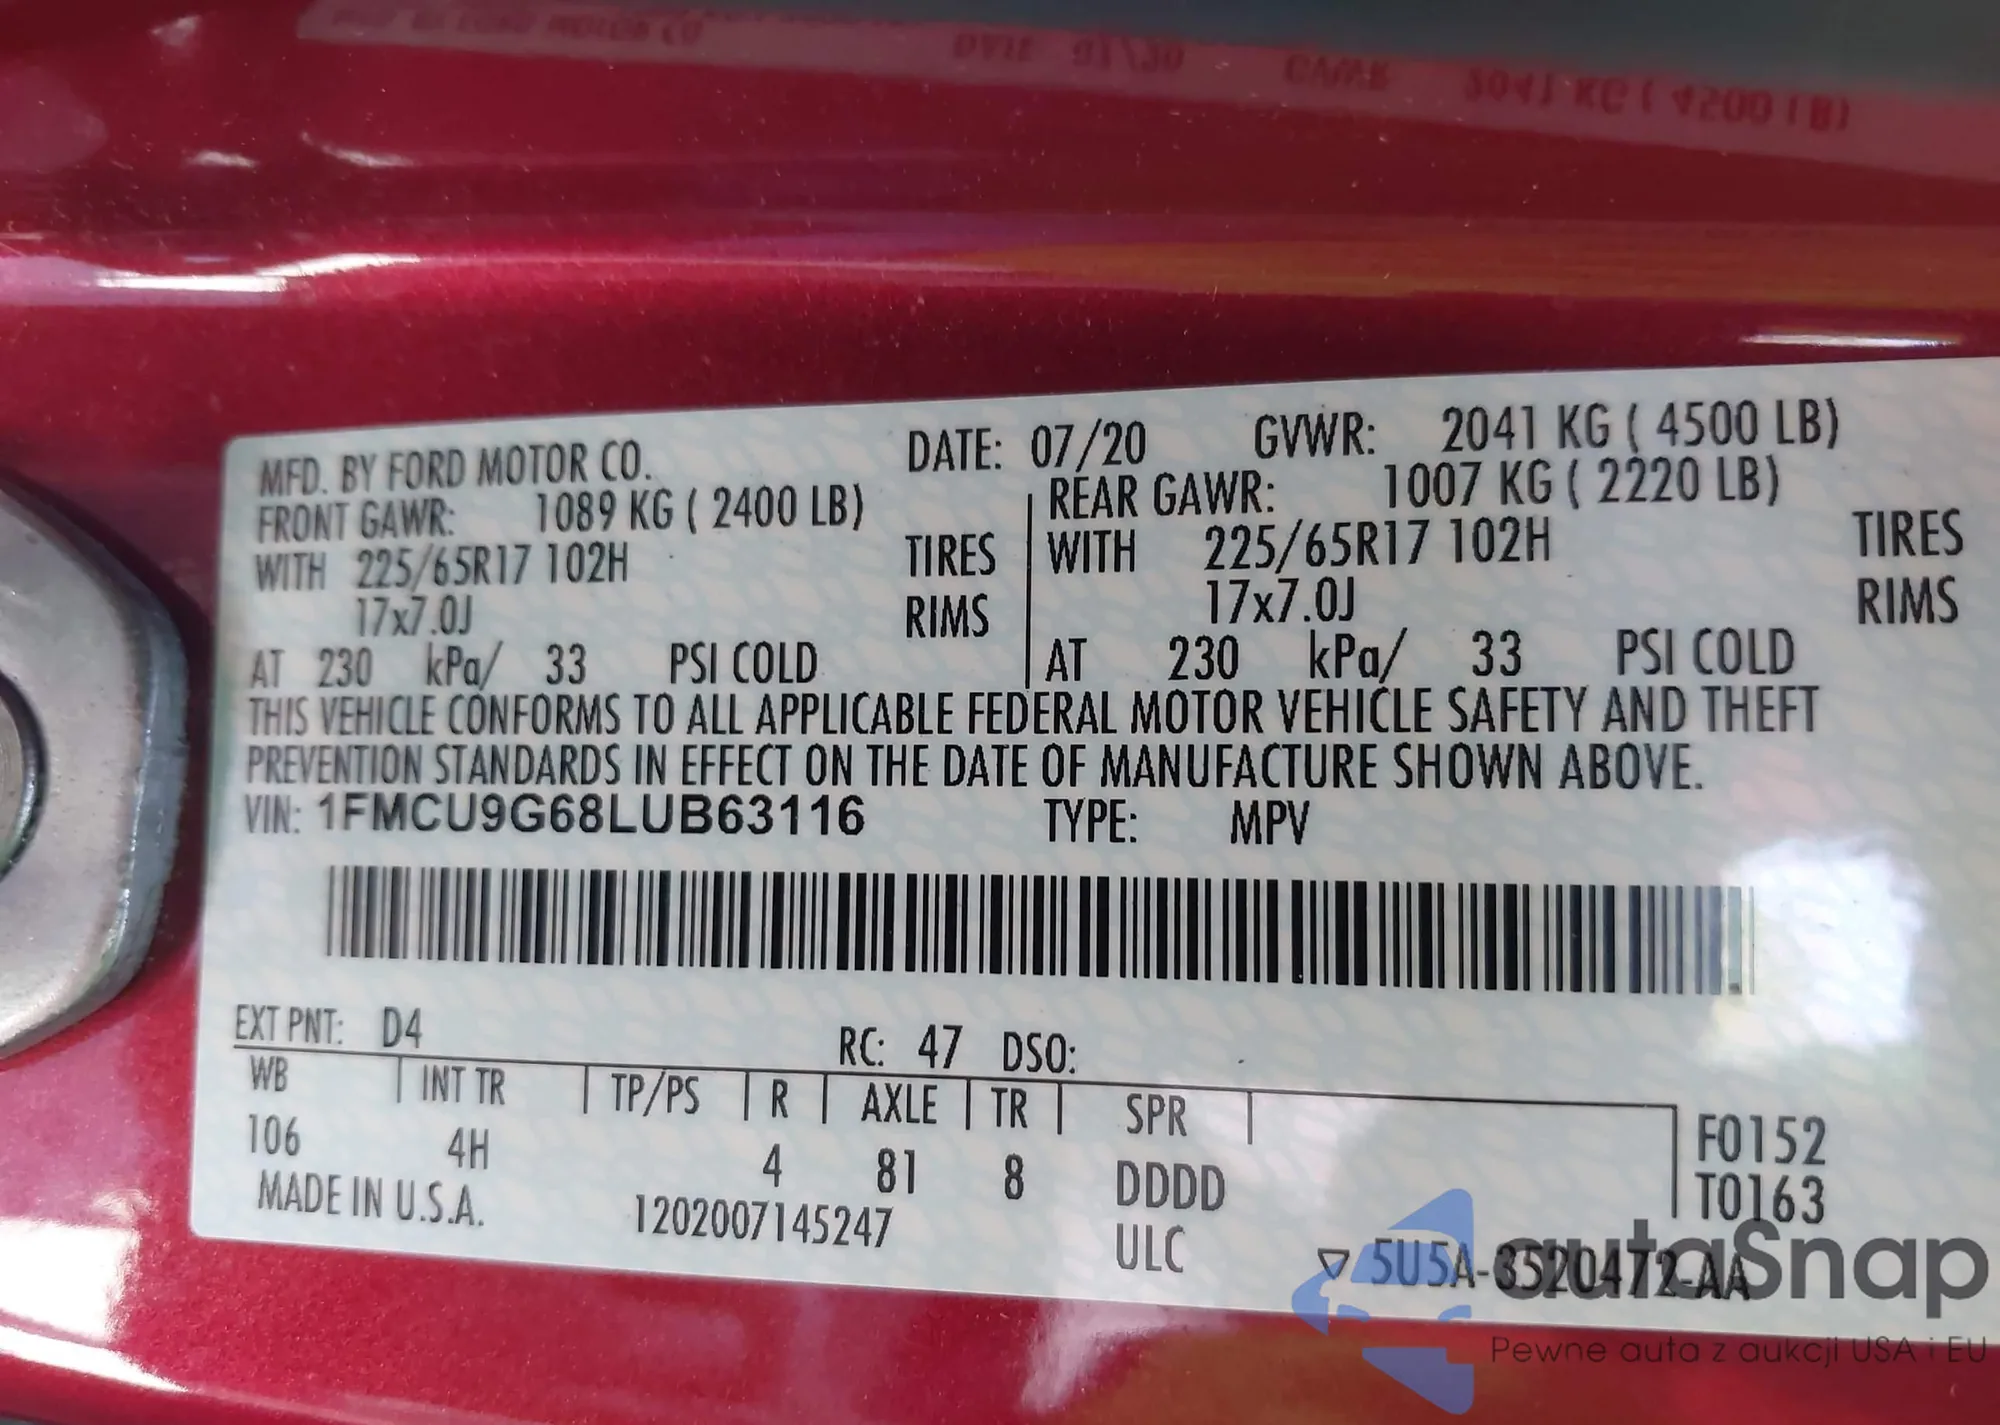 MFD. BY FORD MOTOR CO. DATE: 07/20 GVWR: 2041 KG ( 4500 LB)
FRONT GAWR: 1089 KG ( 2400 LB) REAR GAWR: 1007 KG ( 2220 LB)
WITH 225/65R17 102H TIRES WITH 225/65R17 102H TIRES
17x7.0J RIMS 17x7.0J RIMS
AT 230 kPa/ 33 PSI COLD AT 230 kPa/ 33 PSI COLD
THIS VEHICLE CONFORMS TO ALL APPLICABLE FEDERAL MOTOR VEHICLE SAFETY AND THEFT
PREVENTION STANDARDS IN EFFECT ON THE DATE OF MANUFACTURE SHOWN ABOVE.
VIN: 1FMCU9G68LUB63116 TYPE: MPV
EXT PNT: D4 RC: 47 DSO:
WB INT TR TP/PS R AXLE TR SPR
F0152
106 4H 4 81 8 DDDD
T0163
MADE IN U.S.A. 1202007145247 ULC
▽ 5U5A-3520472-AA
autaSnap
Pewne auta z aukcji USA i EU